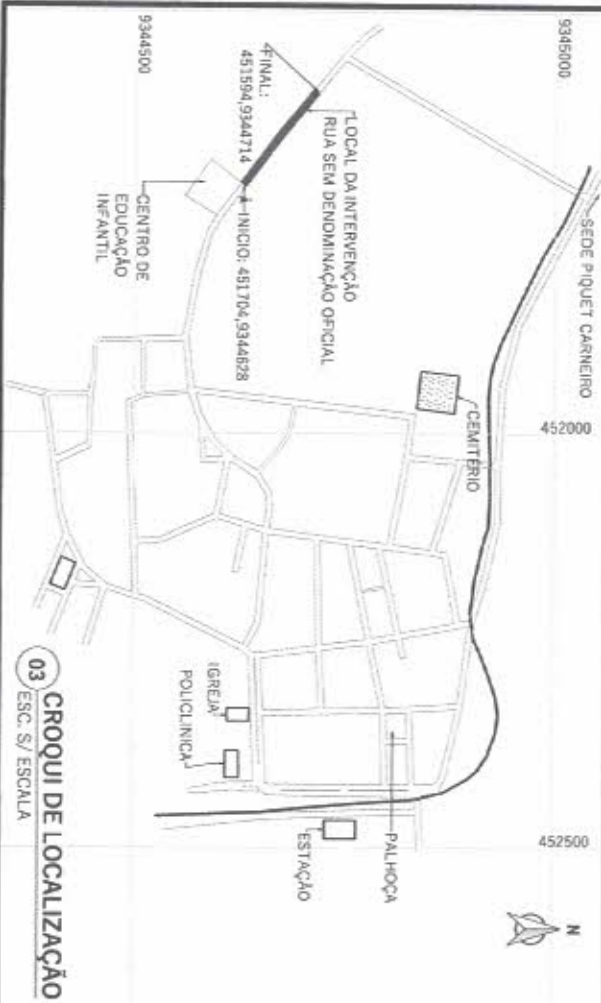 9345000
9344500
SEDE PIQUET CARNEIRO
452000
452500
N
FINAL:
451594,9344714
LOCAL DA INTERVENÇÃO
RUA SEM DENOMINAÇÃO OFICIAL
INICIO: 451704,9344628
CENTRO DE
EDUCAÇÃO
INFANTIL
CEMITÉRIO
IGREJA
POLICLINICA
PALHOÇA
ESTAÇÃO
03 CROQUI DE LOCALIZAÇÃO
ESC. S/ ESCALA